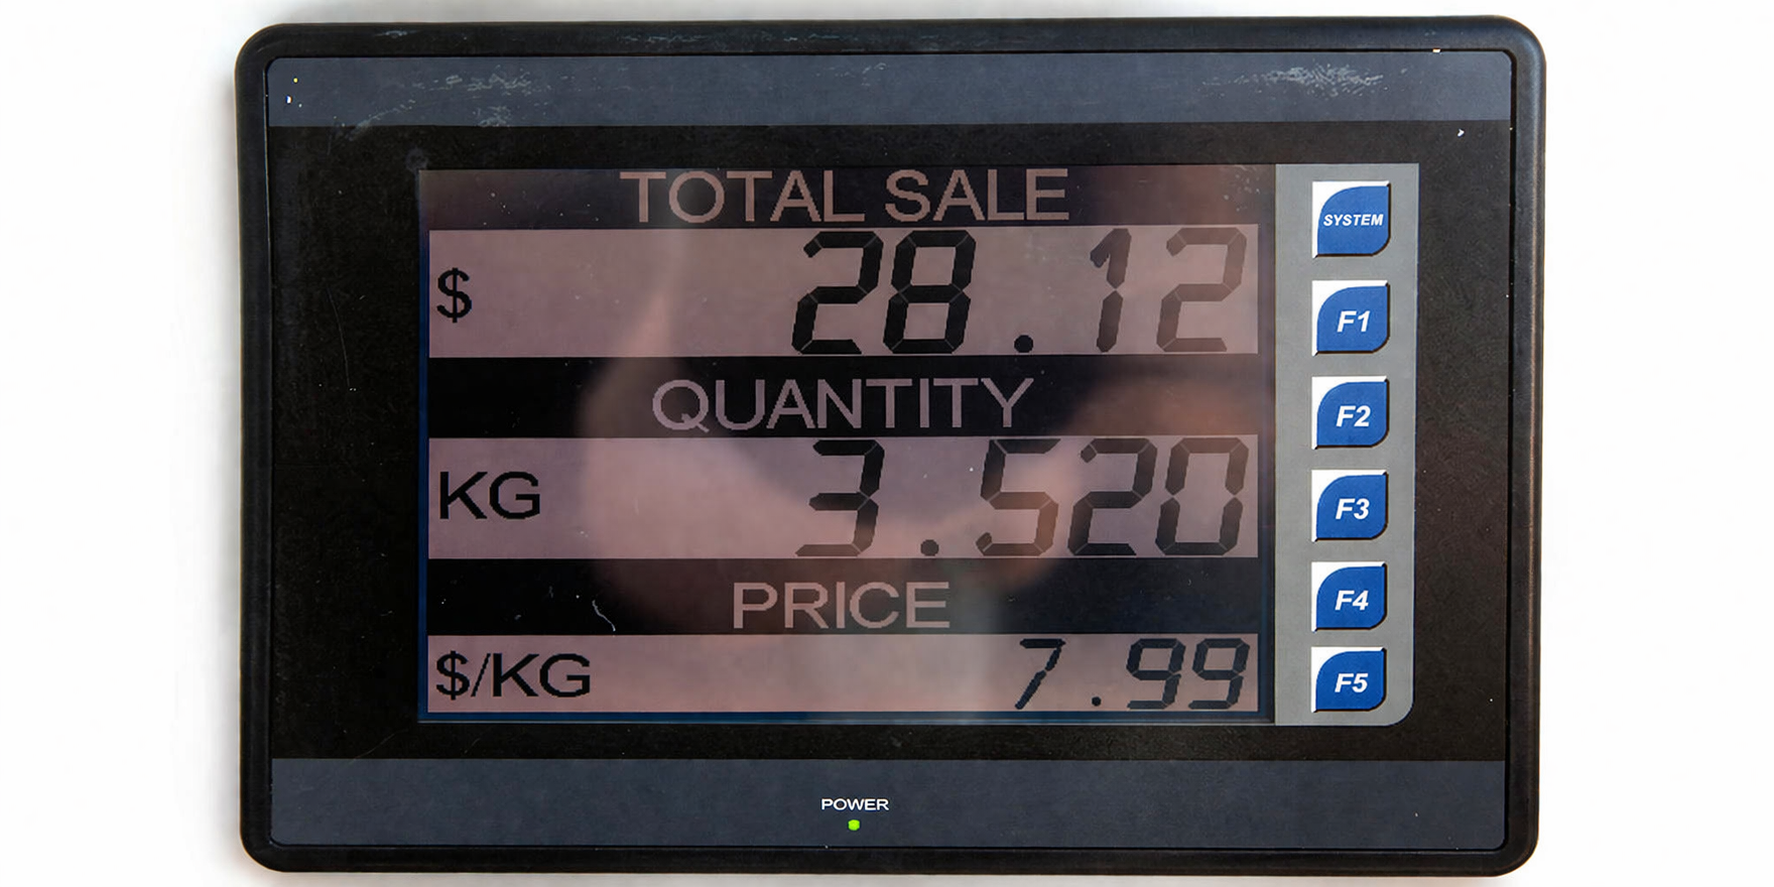 TOTAL SALE
$ 28.12
QUANTITY
KG 3.520
PRICE
$/KG 7.99
SYSTEM
F1
F2
F3
F4
F5
POWER